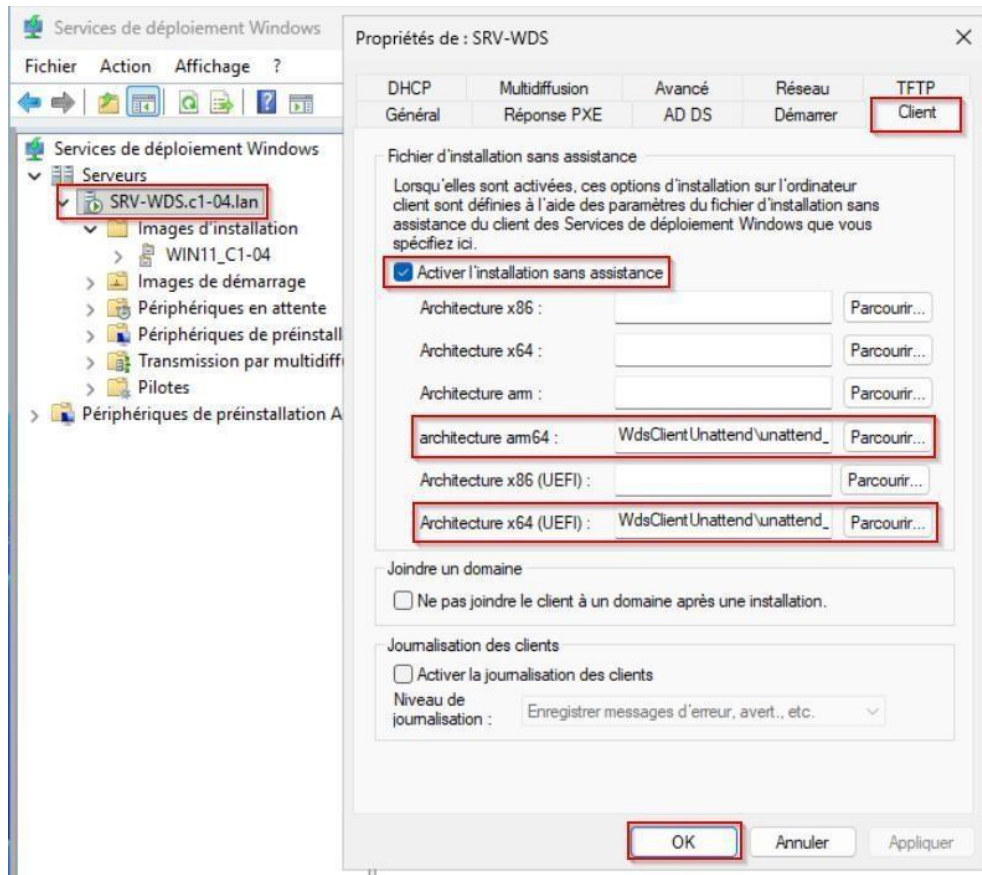 Services de déploiement Windows
Fichier Action Affichage ?
Services de déploiement Windows
Serveurs
SRV-WDS.c1-04.lan
Images d'installation
WIN11_C1-04
Images de démarrage
Périphériques en attente
Périphériques de préinstall
Transmission par multidiff
Pilotes
Périphériques de préinstallation A
Propriétés de : SRV-WDS
DHCP Multidiffusion Avancé Réseau TFTP
Général Réponse PXE AD DS Démarrer Client
Fichier d'installation sans assistance
Lorsqu'elles sont activées, ces options d'installation sur l'ordinateur
client sont définies à l'aide des paramètres du fichier d'installation sans
assistance du client des Services de déploiement Windows que vous
spécifiez ici.
Activer l'installation sans assistance
Architecture x86 : Parcourir...
Architecture x64 : Parcourir...
Architecture arm : Parcourir...
architecture arm64 : WdsClientUnattend\unattend_ Parcourir...
Architecture x86 (UEFI) : Parcourir...
Architecture x64 (UEFI) : WdsClientUnattend\unattend_ Parcourir...
Joindre un domaine
Ne pas joindre le client à un domaine après une installation.
Journalisation des clients
Activer la journalisation des clients
Niveau de
journalisation : Enregistrer messages d'erreur, avert., etc.
OK Annuler Appliquer